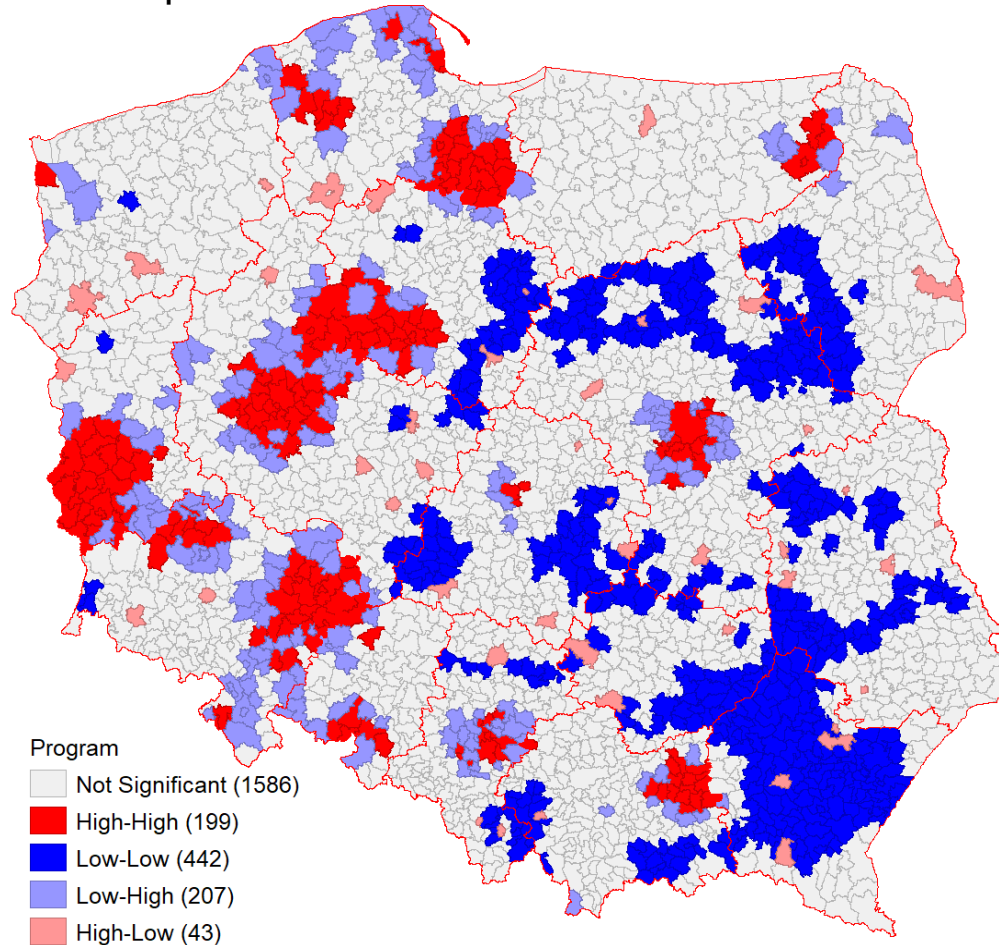 Program
Not Significant (1586)
High-High (199)
Low-Low (442)
Low-High (207)
High-Low (43)